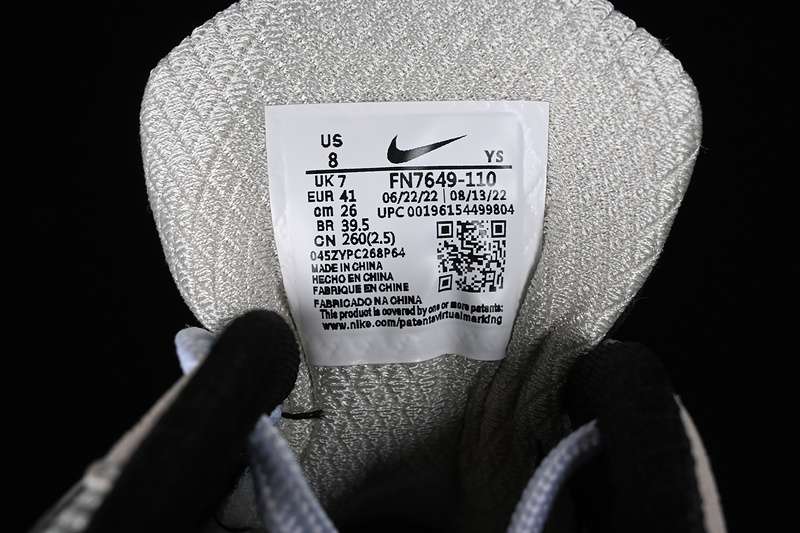 US
8 YS
UK 7 FN7649-110
EUR 41 06/22/22 | 08/13/22
cm 26 UPC 00196154499804
BR 39.5
CN 260(2.5)
045ZYPC268P64
MADE IN CHINA
HECHO EN CHINA
FABRIQUE EN CHINE
FABRICADO NA CHINA
This product is covered by one or more patents:
www.nike.com/patentsvirtualmarking